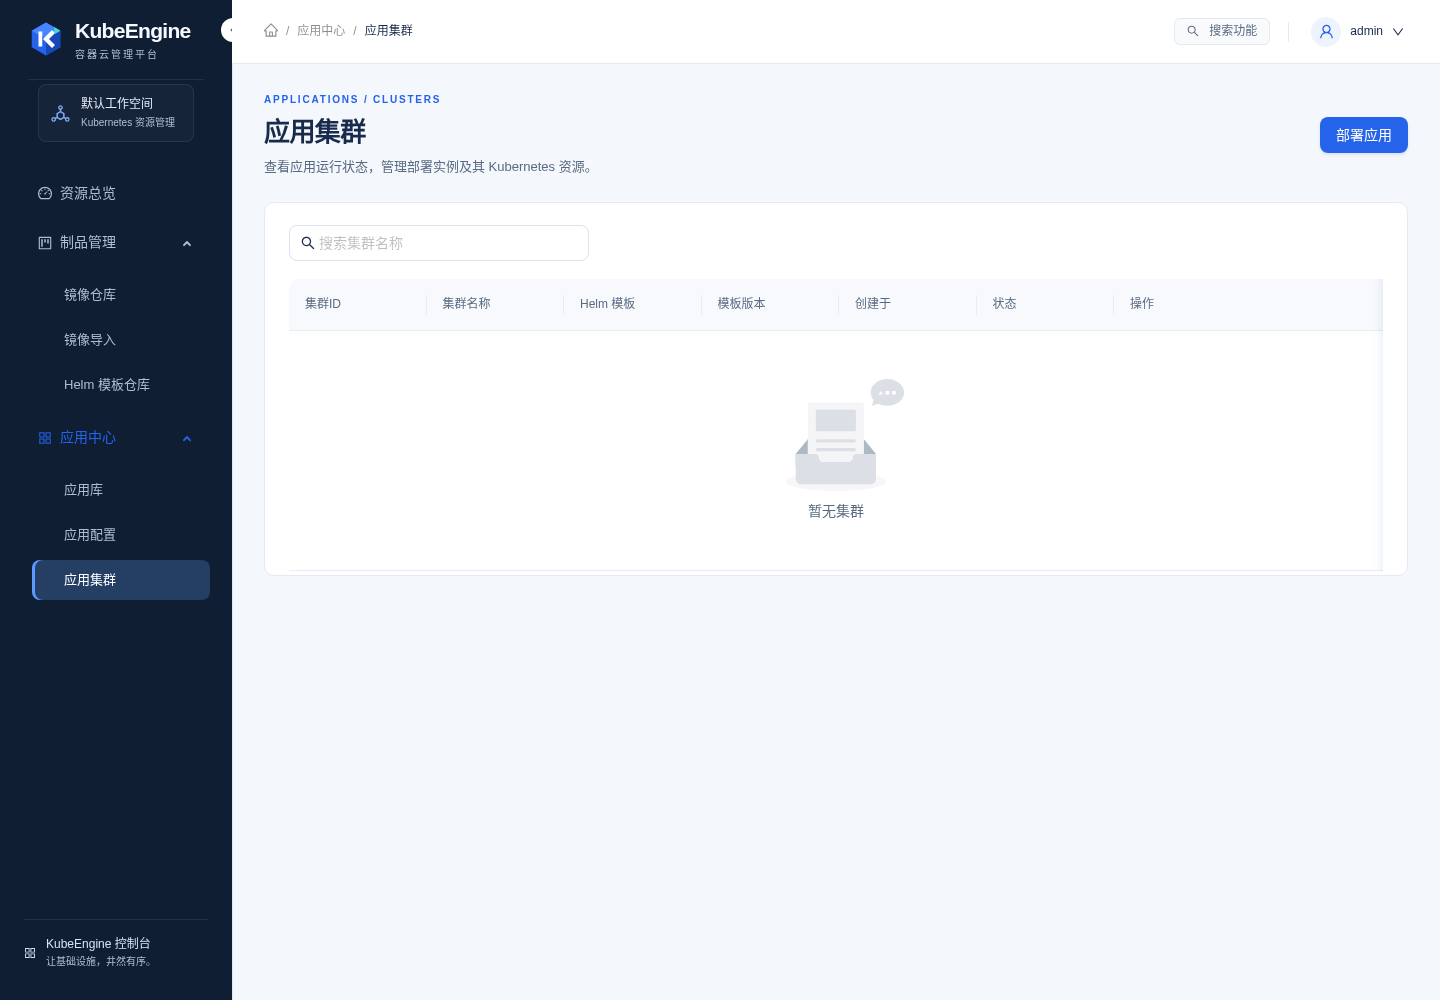 KubeEngine
容器云管理平台
默认工作空间
Kubernetes 资源管理
资源总览
制品管理
镜像仓库
镜像导入
Helm 模板仓库
应用中心
应用库
应用配置
应用集群
KubeEngine 控制台
让基础设施，井然有序。
/ 应用中心 / 应用集群
搜索功能
admin
APPLICATIONS / CLUSTERS
应用集群
查看应用运行状态，管理部署实例及其 Kubernetes 资源。
部署应用
搜索集群名称
集群ID 集群名称 Helm 模板 模板版本 创建于 状态 操作
暂无集群